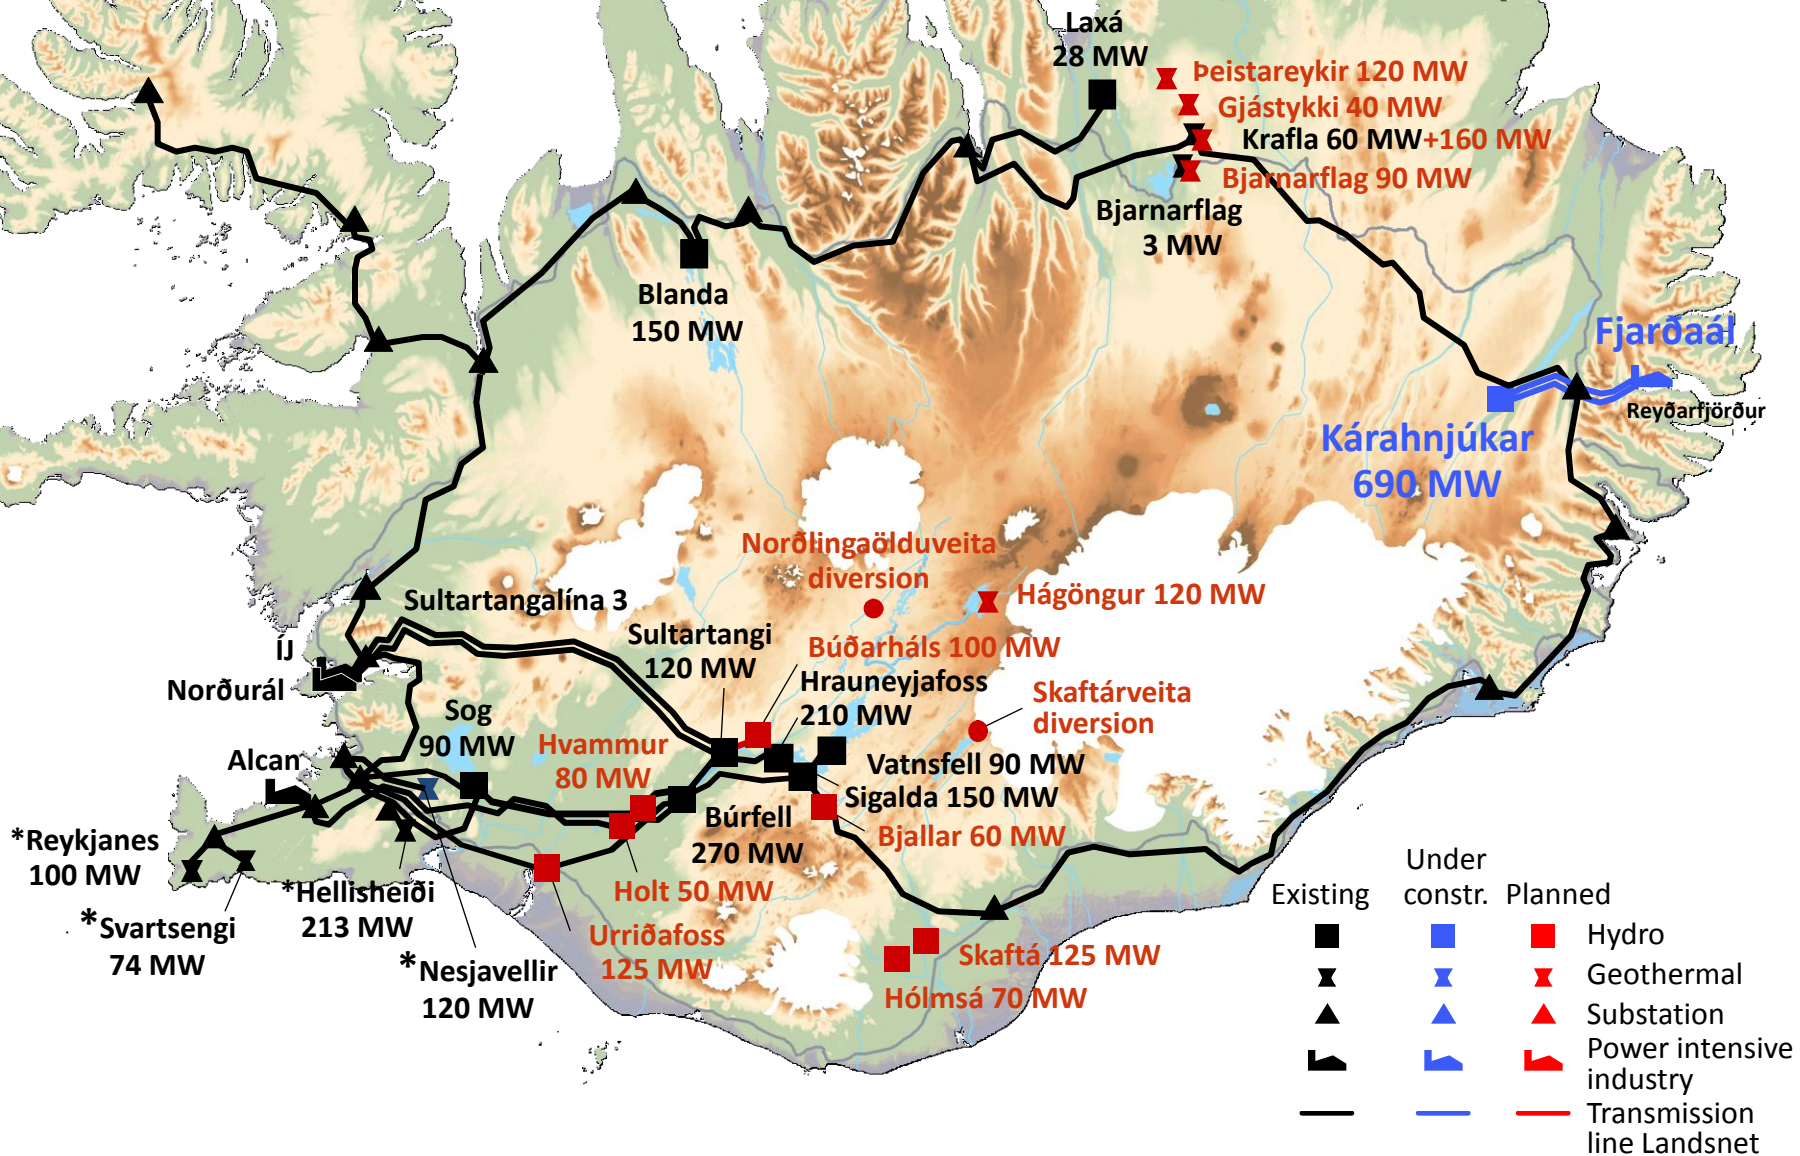 Laxá
28 MW
Þeistareykir 120 MW
Gjástykki 40 MW
Krafla 60 MW+160 MW
Bjarnarflag 90 MW
Bjarnarflag
3 MW
Blanda
150 MW
Fjarðaál
Reyðarfjörður
Kárahnjúkar
690 MW
Norðlingaölduveita
diversion
Hágöngur 120 MW
Sultartangalína 3
Sultartangi
120 MW
Búðarháls 100 MW
Hrauneyjafoss
210 MW
Skaftárveita
diversion
ÍJ
Norðurál
Sog
90 MW
Hvammur
80 MW
Alcan
Vatnsfell 90 MW
Sigalda 150 MW
Búrfell
270 MW
Bjallar 60 MW
*Reykjanes
100 MW
*Svartsengi
74 MW
*Hellisheiði
213 MW
*Nesjavellir
120 MW
Holt 50 MW
Urriðafoss
125 MW
Skaftá 125 MW
Hólmsá 70 MW
Existing
Under
constr.
Planned
Hydro
Geothermal
Substation
Power intensive
industry
Transmission
line Landsnet